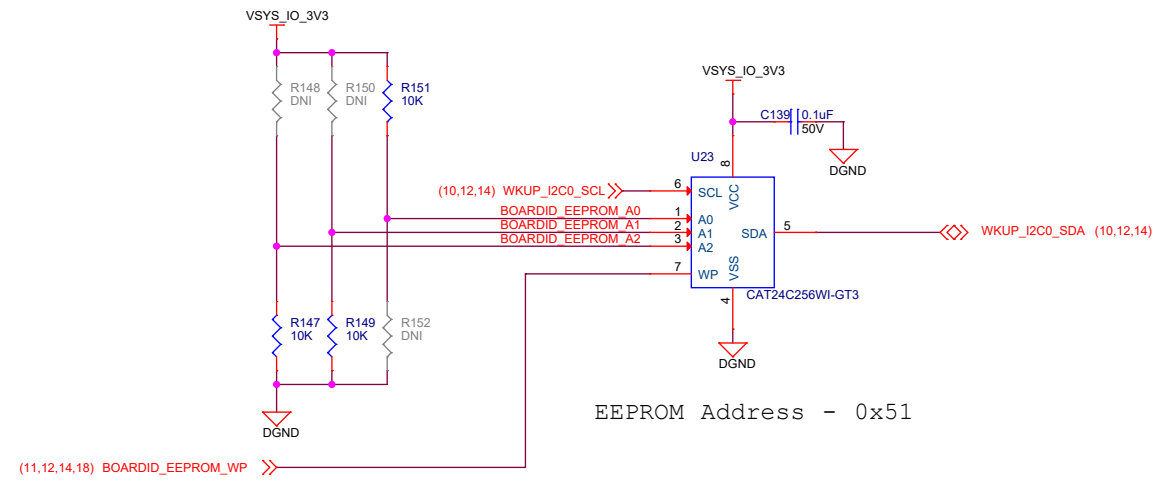 VSYS_IO_3V3
R148
DNI
R150
DNI
R151
10K
VSYS_IO_3V3
C139
0.1uF
50V
DGND
U23
8
VCC
(10,12,14) WKUP_I2C0_SCL
6
SCL
BOARDID_EEPROM_A0
1
A0
BOARDID_EEPROM_A1
2
A1
BOARDID_EEPROM_A2
3
A2
SDA
5
WKUP_I2C0_SDA (10,12,14)
7
WP
VSS
4
CAT24C256WI-GT3
R147
10K
R149
10K
R152
DNI
DGND
DGND
EEPROM Address - 0x51
(11,12,14,18) BOARDID_EEPROM_WP